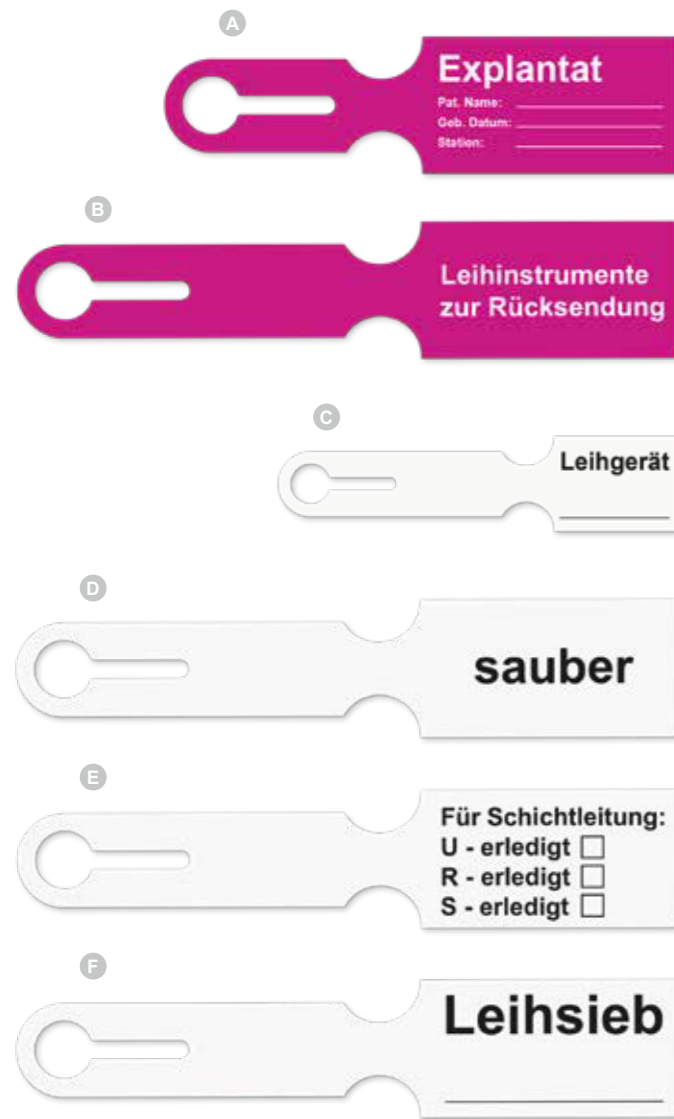 A
Explantat
Pat. Name:
Geb. Datum:
Station:
B
Leihinstrumente
zur Rücksendung
C
Leihgerät
D
sauber
E
Für Schichtleitung:
U - erledigt
R - erledigt
S - erledigt
F
Leihsieb